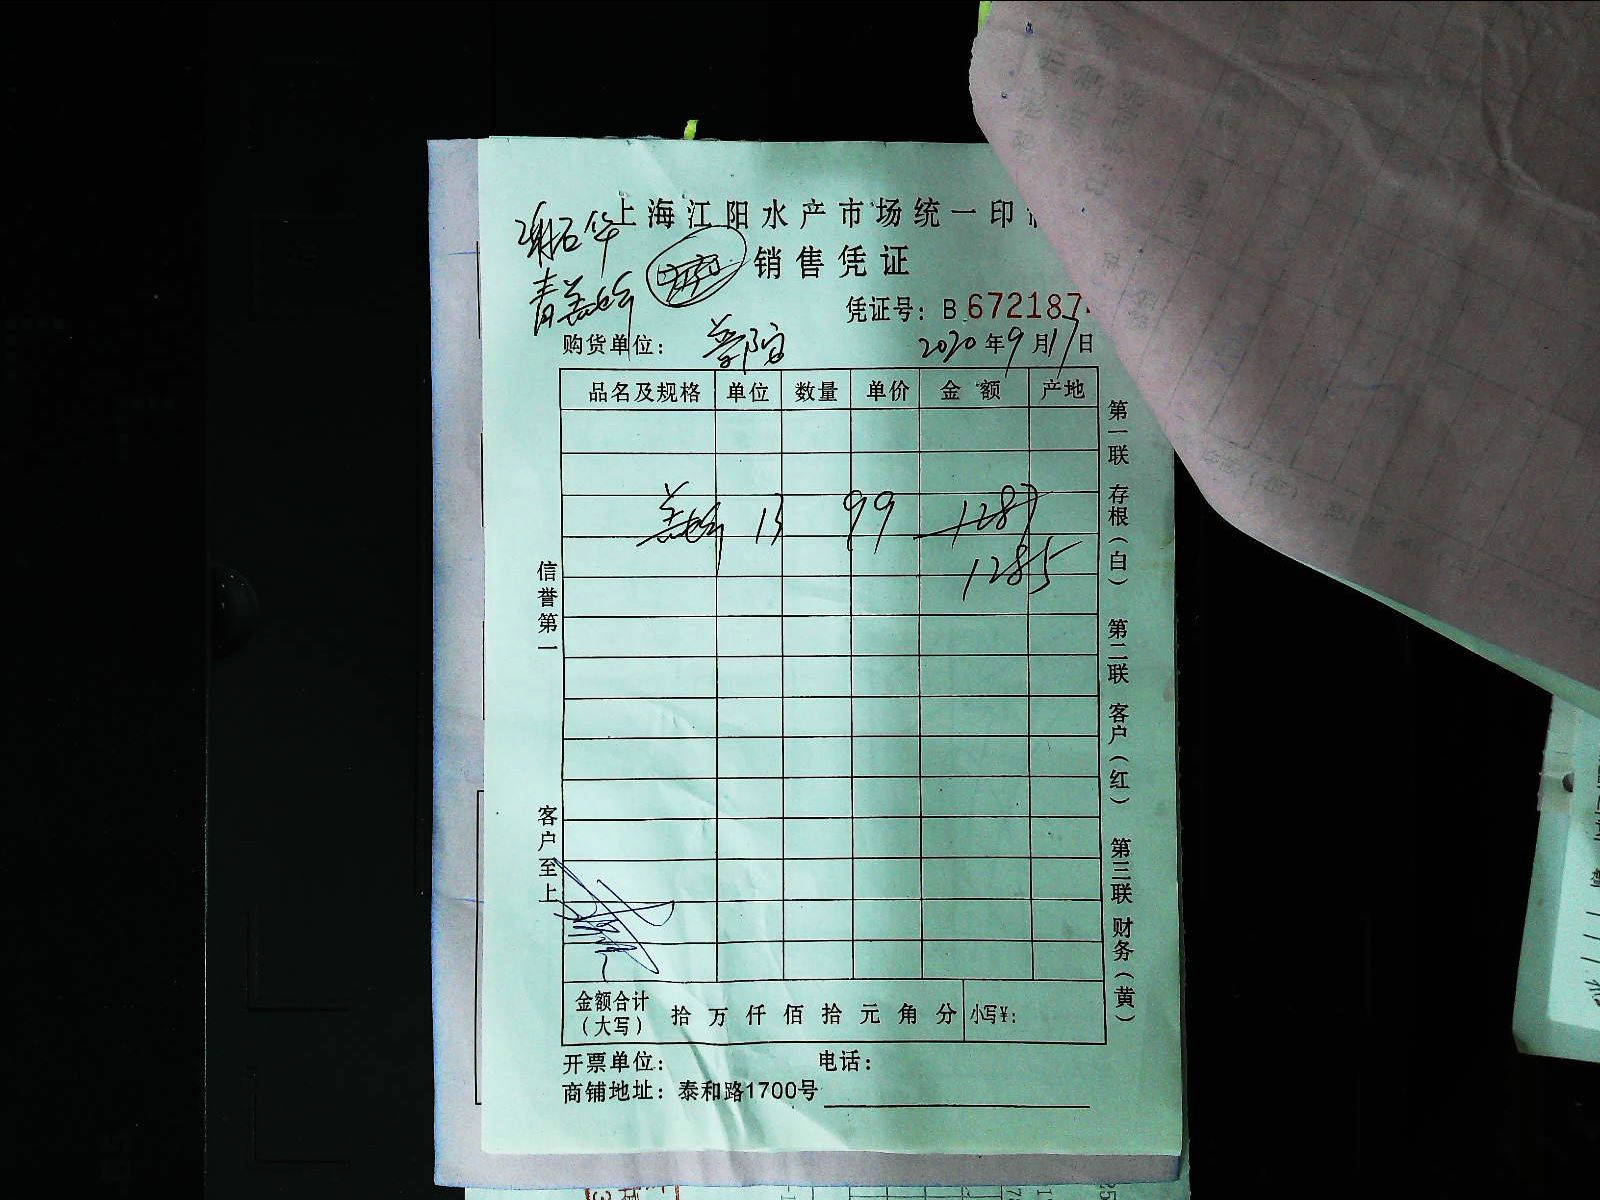 上海江阳水产市场统一印
谢石华
销售凭证
凭证号：B 672187
购货单位：
2020年9月17日
品名及规格 单位 数量 单价 金 额 产地
13 99 1287
1285
信誉第一
客户至上
第一联 存根（白） 第二联 客户（红） 第三联 财务（黄）
金额合计（大写） 拾 万 仟 佰 拾 元 角 分 小写¥：
开票单位： 电话：
商铺地址：泰和路1700号